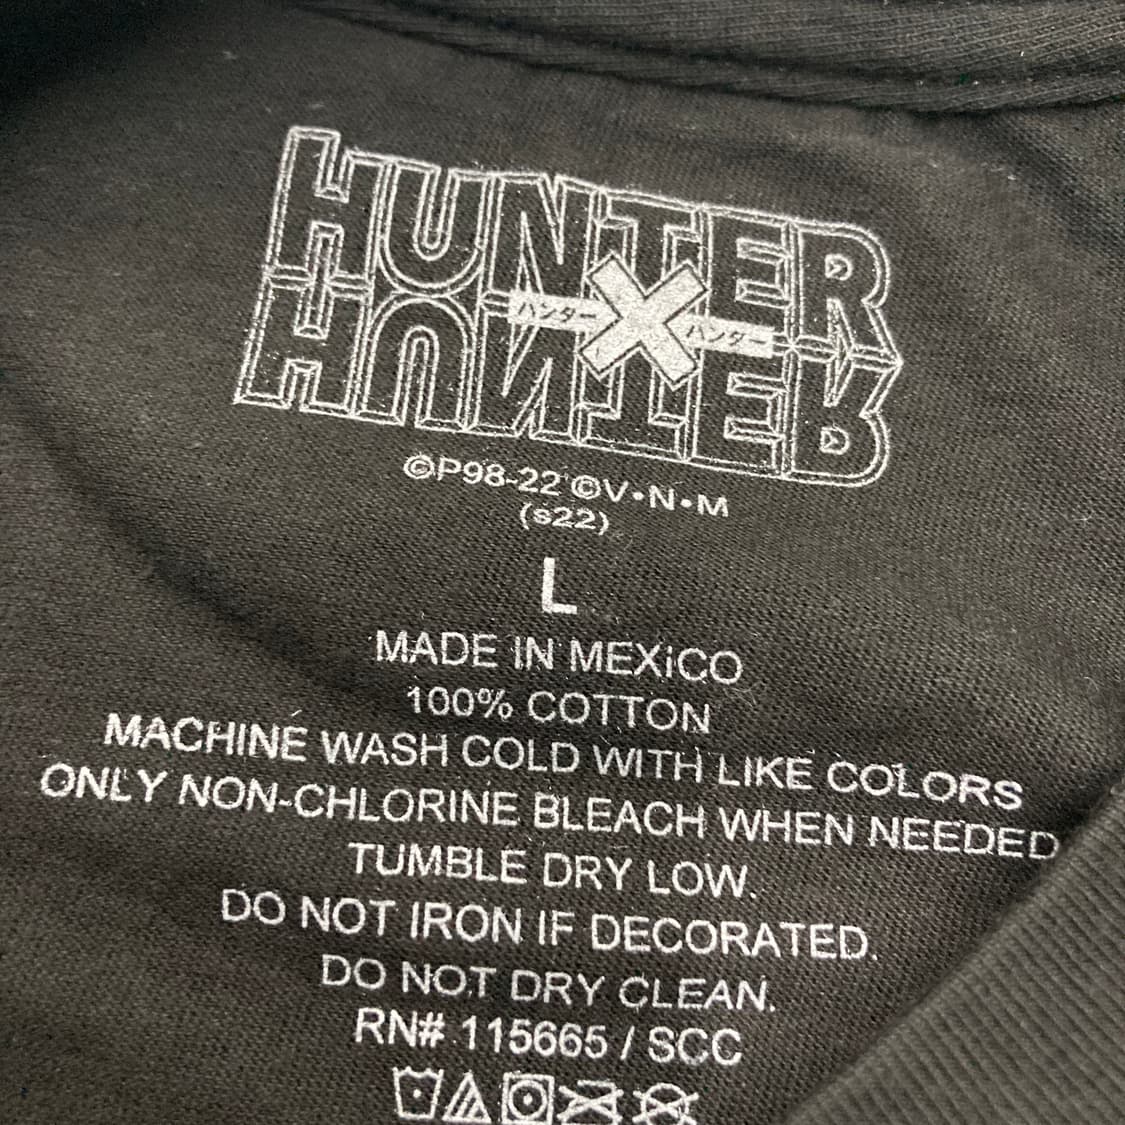 HUNTER
ハンター × ハンター
HUNTER
©P98-22 ©V•N•M
(s22)
L
MADE IN MEXiCO
100% COTTON
MACHINE WASH COLD WITH LIKE COLORS
ONLY NON-CHLORINE BLEACH WHEN NEEDED
TUMBLE DRY LOW.
DO NOT IRON IF DECORATED.
DO NOT DRY CLEAN.
RN# 115665 / SCC